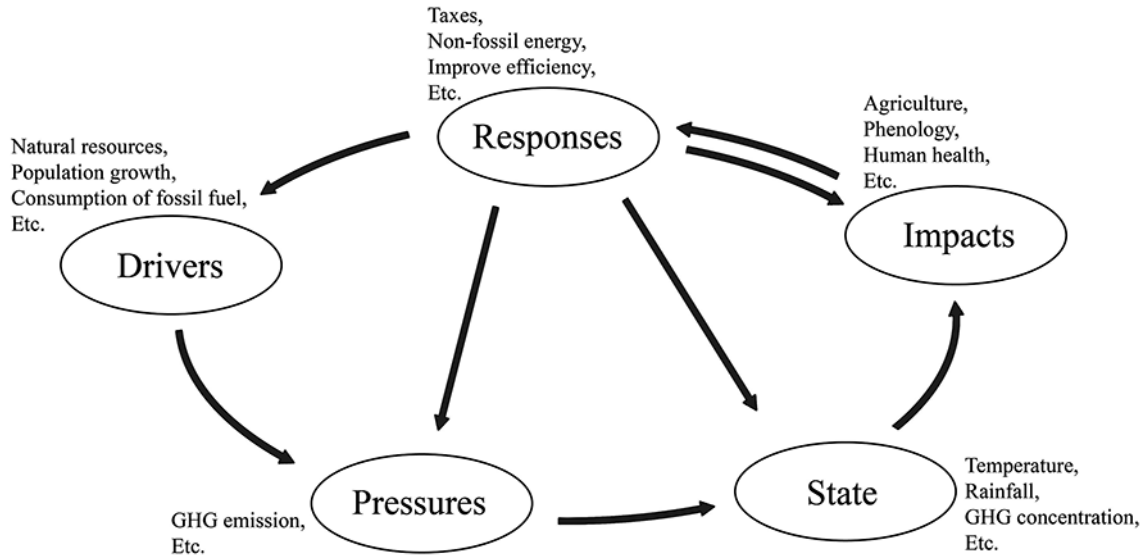 Taxes,
Non-fossil energy,
Improve efficiency,
Etc.
Responses
Agriculture,
Phenology,
Human health,
Etc.
Impacts
Natural resources,
Population growth,
Consumption of fossil fuel,
Etc.
Drivers
Pressures
GHG emission,
Etc.
State
Temperature,
Rainfall,
GHG concentration,
Etc.